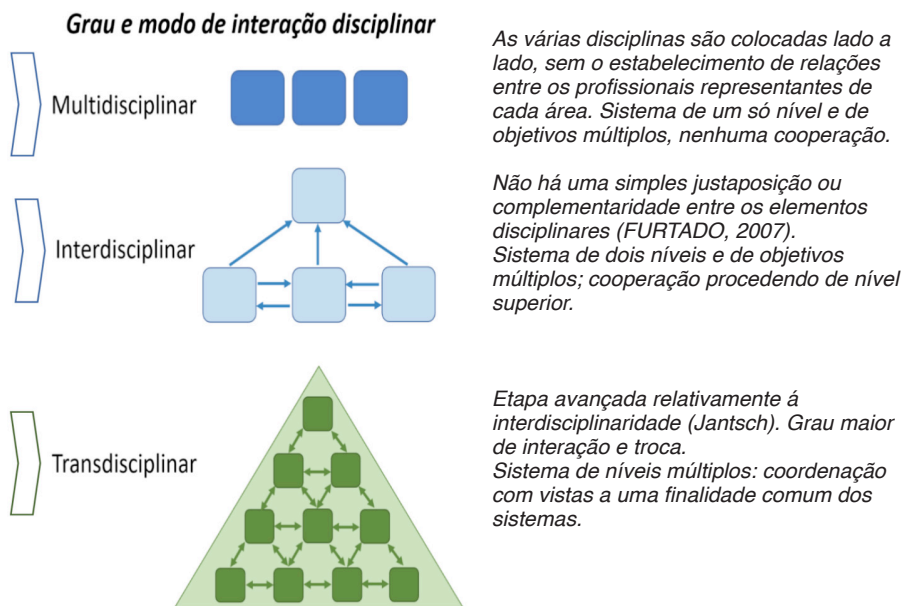 Grau e modo de interação disciplinar
Multidisciplinar
As várias disciplinas são colocadas lado a
lado, sem o estabelecimento de relações
entre os profissionais representantes de
cada área. Sistema de um só nível e de
objetivos múltiplos, nenhuma cooperação.
Interdisciplinar
Não há uma simples justaposição ou
complementaridade entre os elementos
disciplinares (FURTADO, 2007).
Sistema de dois níveis e de objetivos
múltiplos; cooperação procedendo de nível
superior.
Transdisciplinar
Etapa avançada relativamente á
interdisciplinaridade (Jantsch). Grau maior
de interação e troca.
Sistema de níveis múltiplos: coordenação
com vistas a uma finalidade comum dos
sistemas.